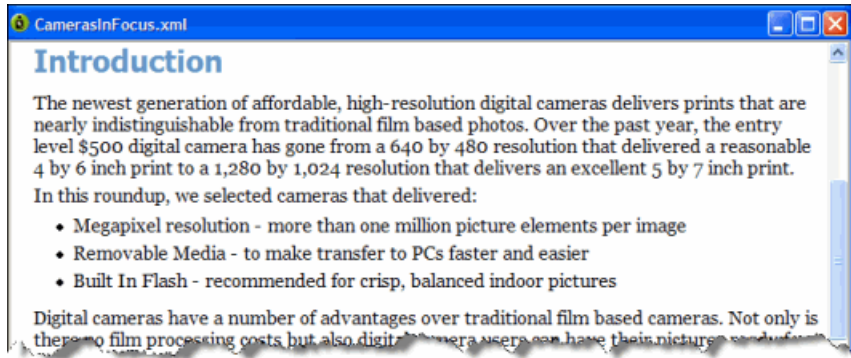 CamerasInFocus.xml
Introduction
The newest generation of affordable, high-resolution digital cameras delivers prints that are
nearly indistinguishable from traditional film based photos. Over the past year, the entry
level $500 digital camera has gone from a 640 by 480 resolution that delivered a reasonable
4 by 6 inch print to a 1,280 by 1,024 resolution that delivers an excellent 5 by 7 inch print.
In this roundup, we selected cameras that delivered:
• Megapixel resolution - more than one million picture elements per image
• Removable Media - to make transfer to PCs faster and easier
• Built In Flash - recommended for crisp, balanced indoor pictures
Digital cameras have a number of advantages over traditional film based cameras. Not only is
there no film processing costs but also digital camera users can have their pictures